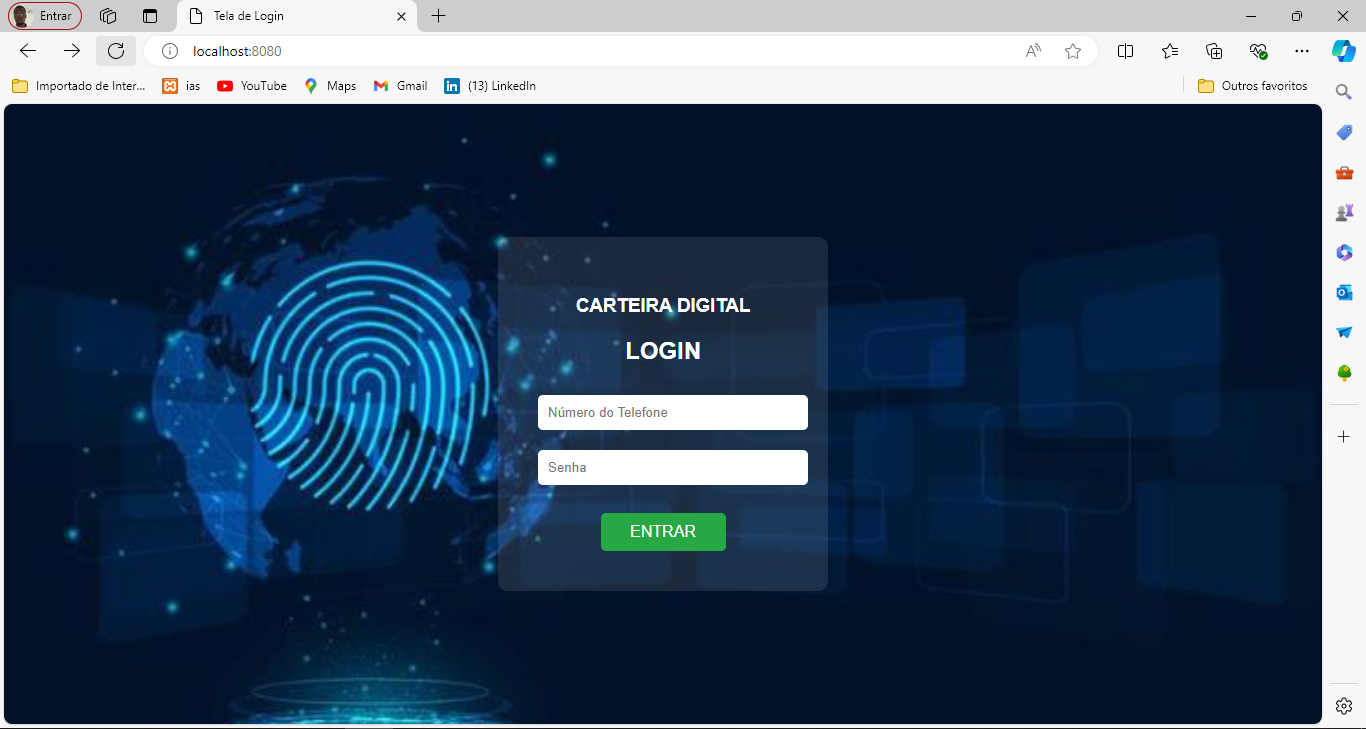 Entrar
Tela de Login
localhost:8080
Importado de Inter...
ias
YouTube
Maps
Gmail
(13) LinkedIn
Outros favoritos
CARTEIRA DIGITAL
LOGIN
Número do Telefone
Senha
ENTRAR